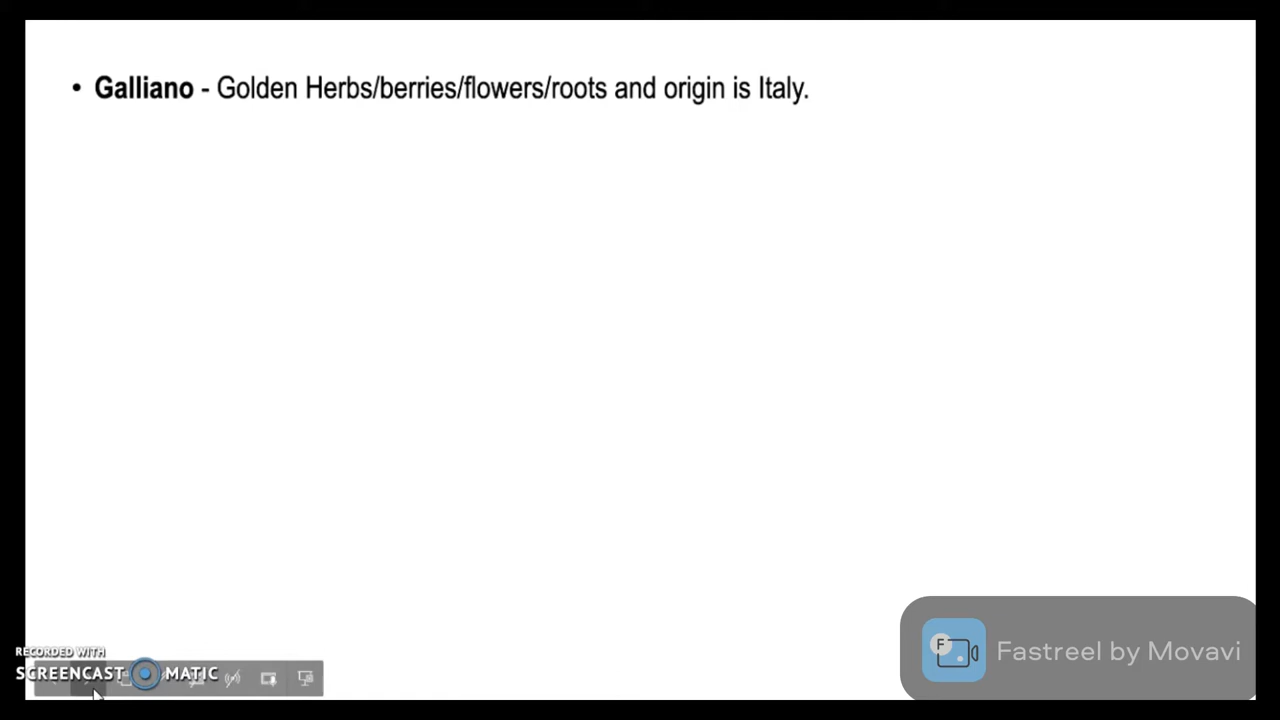 • Galliano - Golden Herbs/berries/flowers/roots and origin is Italy.
RECORDED WITH
SCREENCAST MATIC
F
Fastreel by Movavi